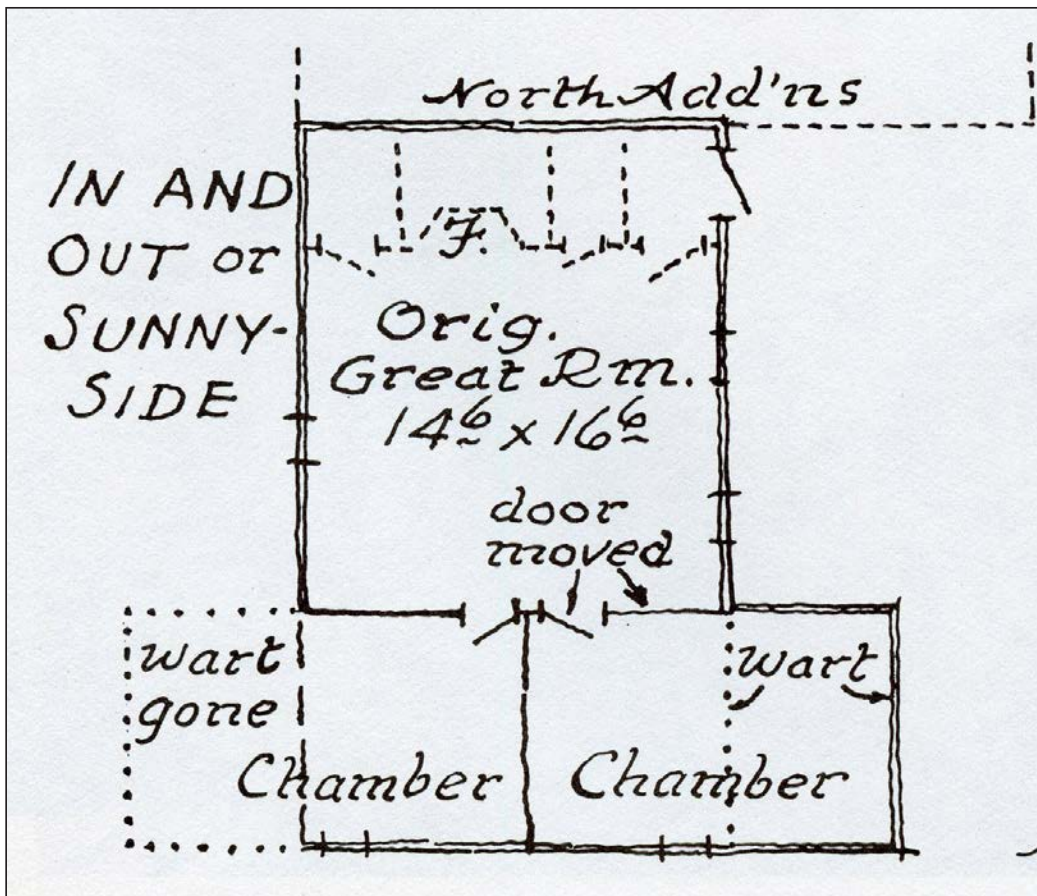 North Add'ns
IN AND
OUT or
SUNNY-
SIDE
F.
Orig.
Great Rm.
14⁶ x 16⁶
door
moved
wart
gone
wart
Chamber
Chamber